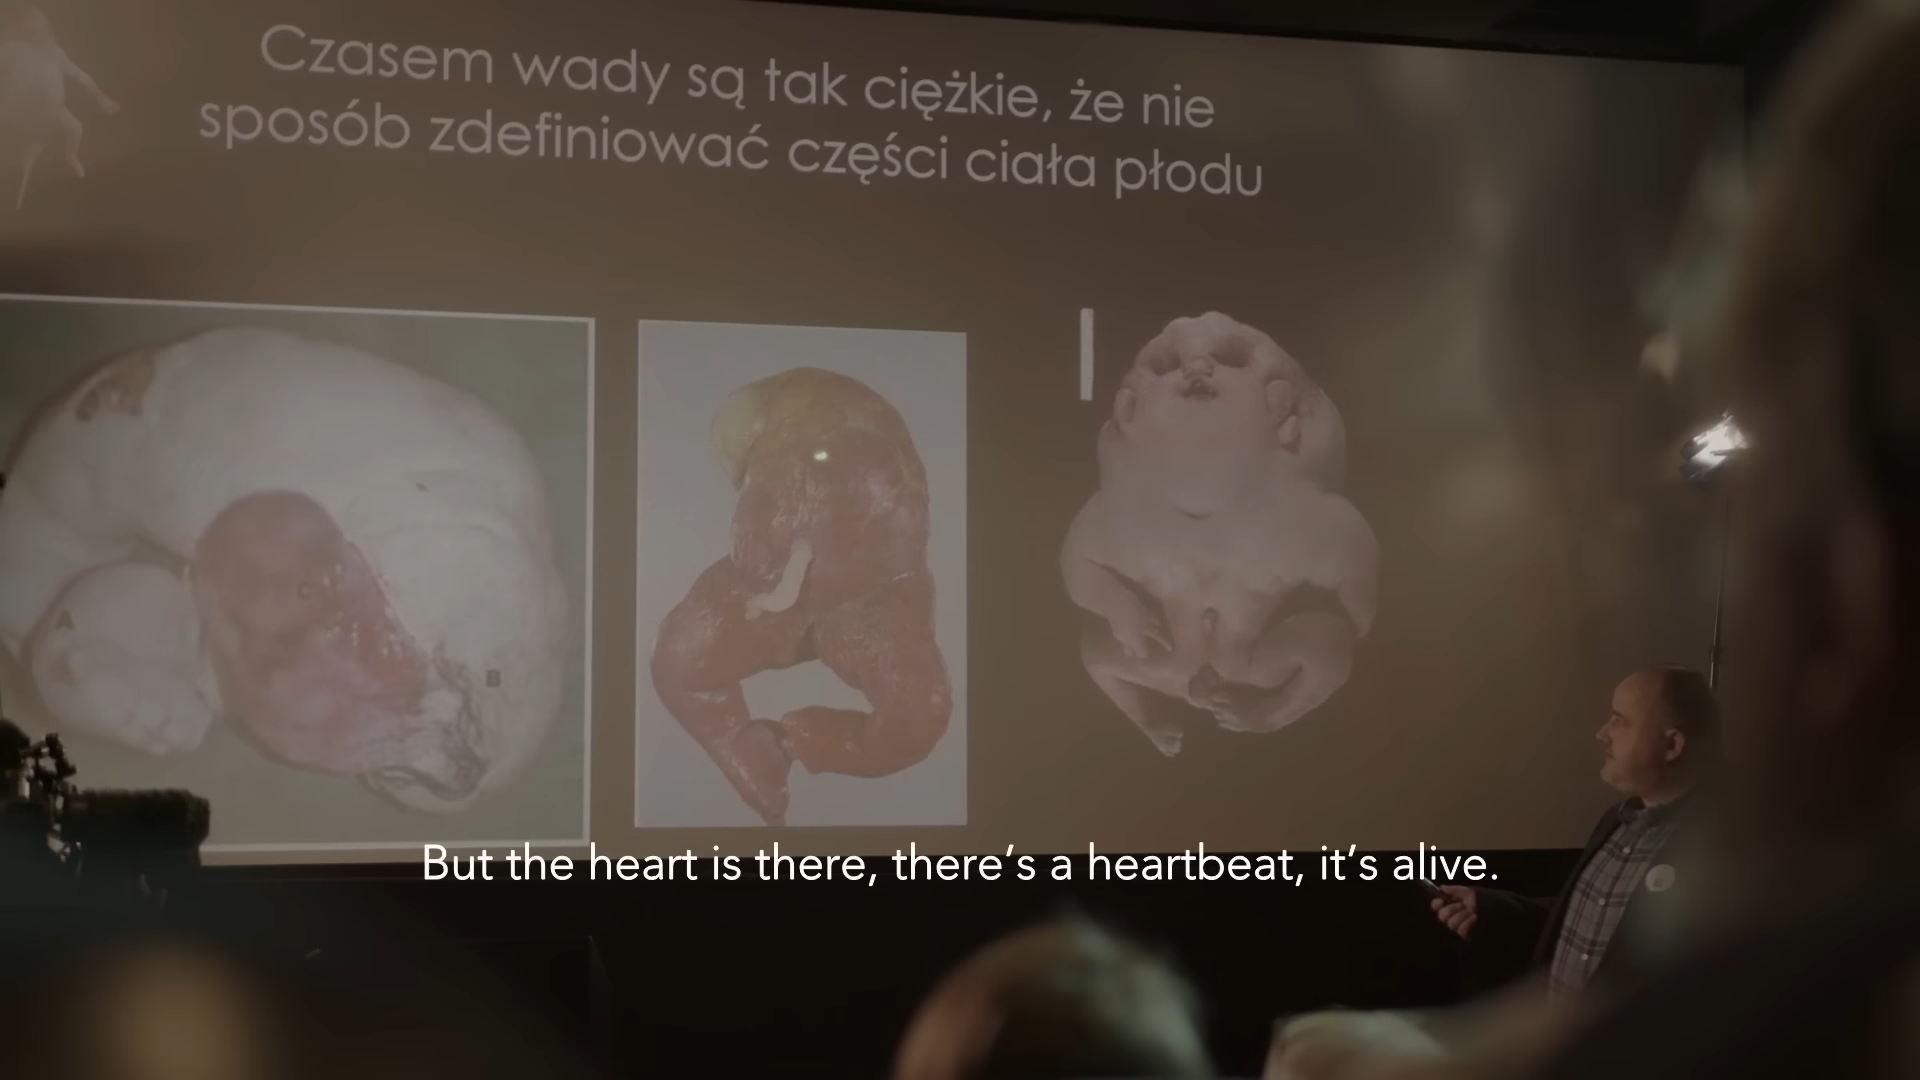 Czasem wady są tak ciężkie, że nie
sposób zdefiniować części ciała płodu
A
C
B
But the heart is there, there's a heartbeat, it's alive.